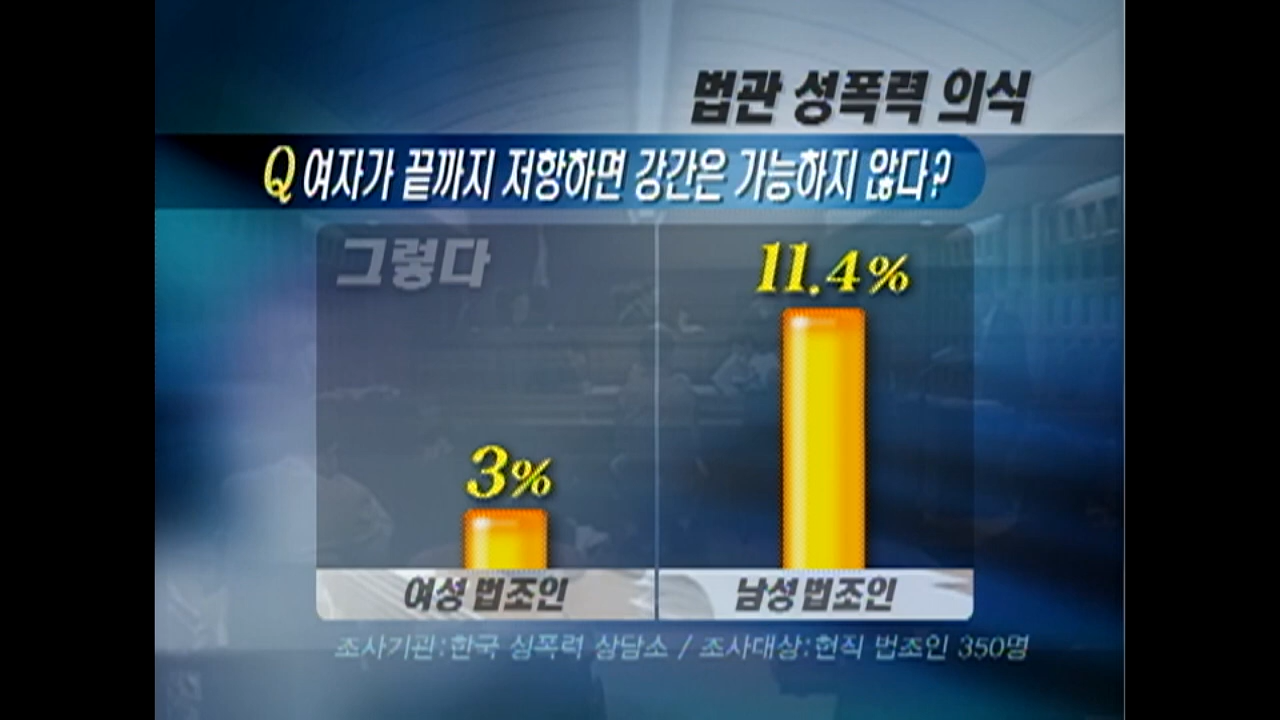 법관 성폭력 의식
Q 여자가 끝까지 저항하면 강간은 가능하지 않다?
그렇다
3%
11.4%
여성 법조인
남성 법조인
조사기관:한국 성폭력 상담소 / 조사대상:현직 법조인 350명